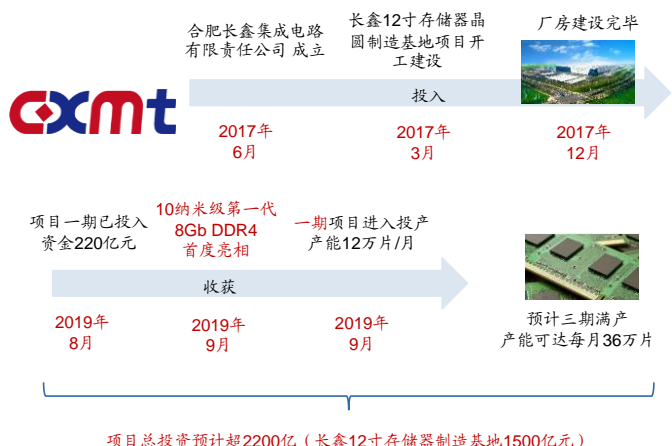 合肥长鑫集成电路
有限责任公司 成立
长鑫12寸存储器晶
圆制造基地项目开
工建设
厂房建设完毕
cxmt
投入
2017年
6月
2017年
3月
2017年
12月
项目一期已投入
资金220亿元
10纳米级第一代
8Gb DDR4
首度亮相
一期项目进入投产
产能12万片/月
收获
2019年
8月
2019年
9月
2019年
9月
预计三期满产
产能可达每月36万片
项目总投资预计超2200亿（长鑫12寸存储器制造基地1500亿元）